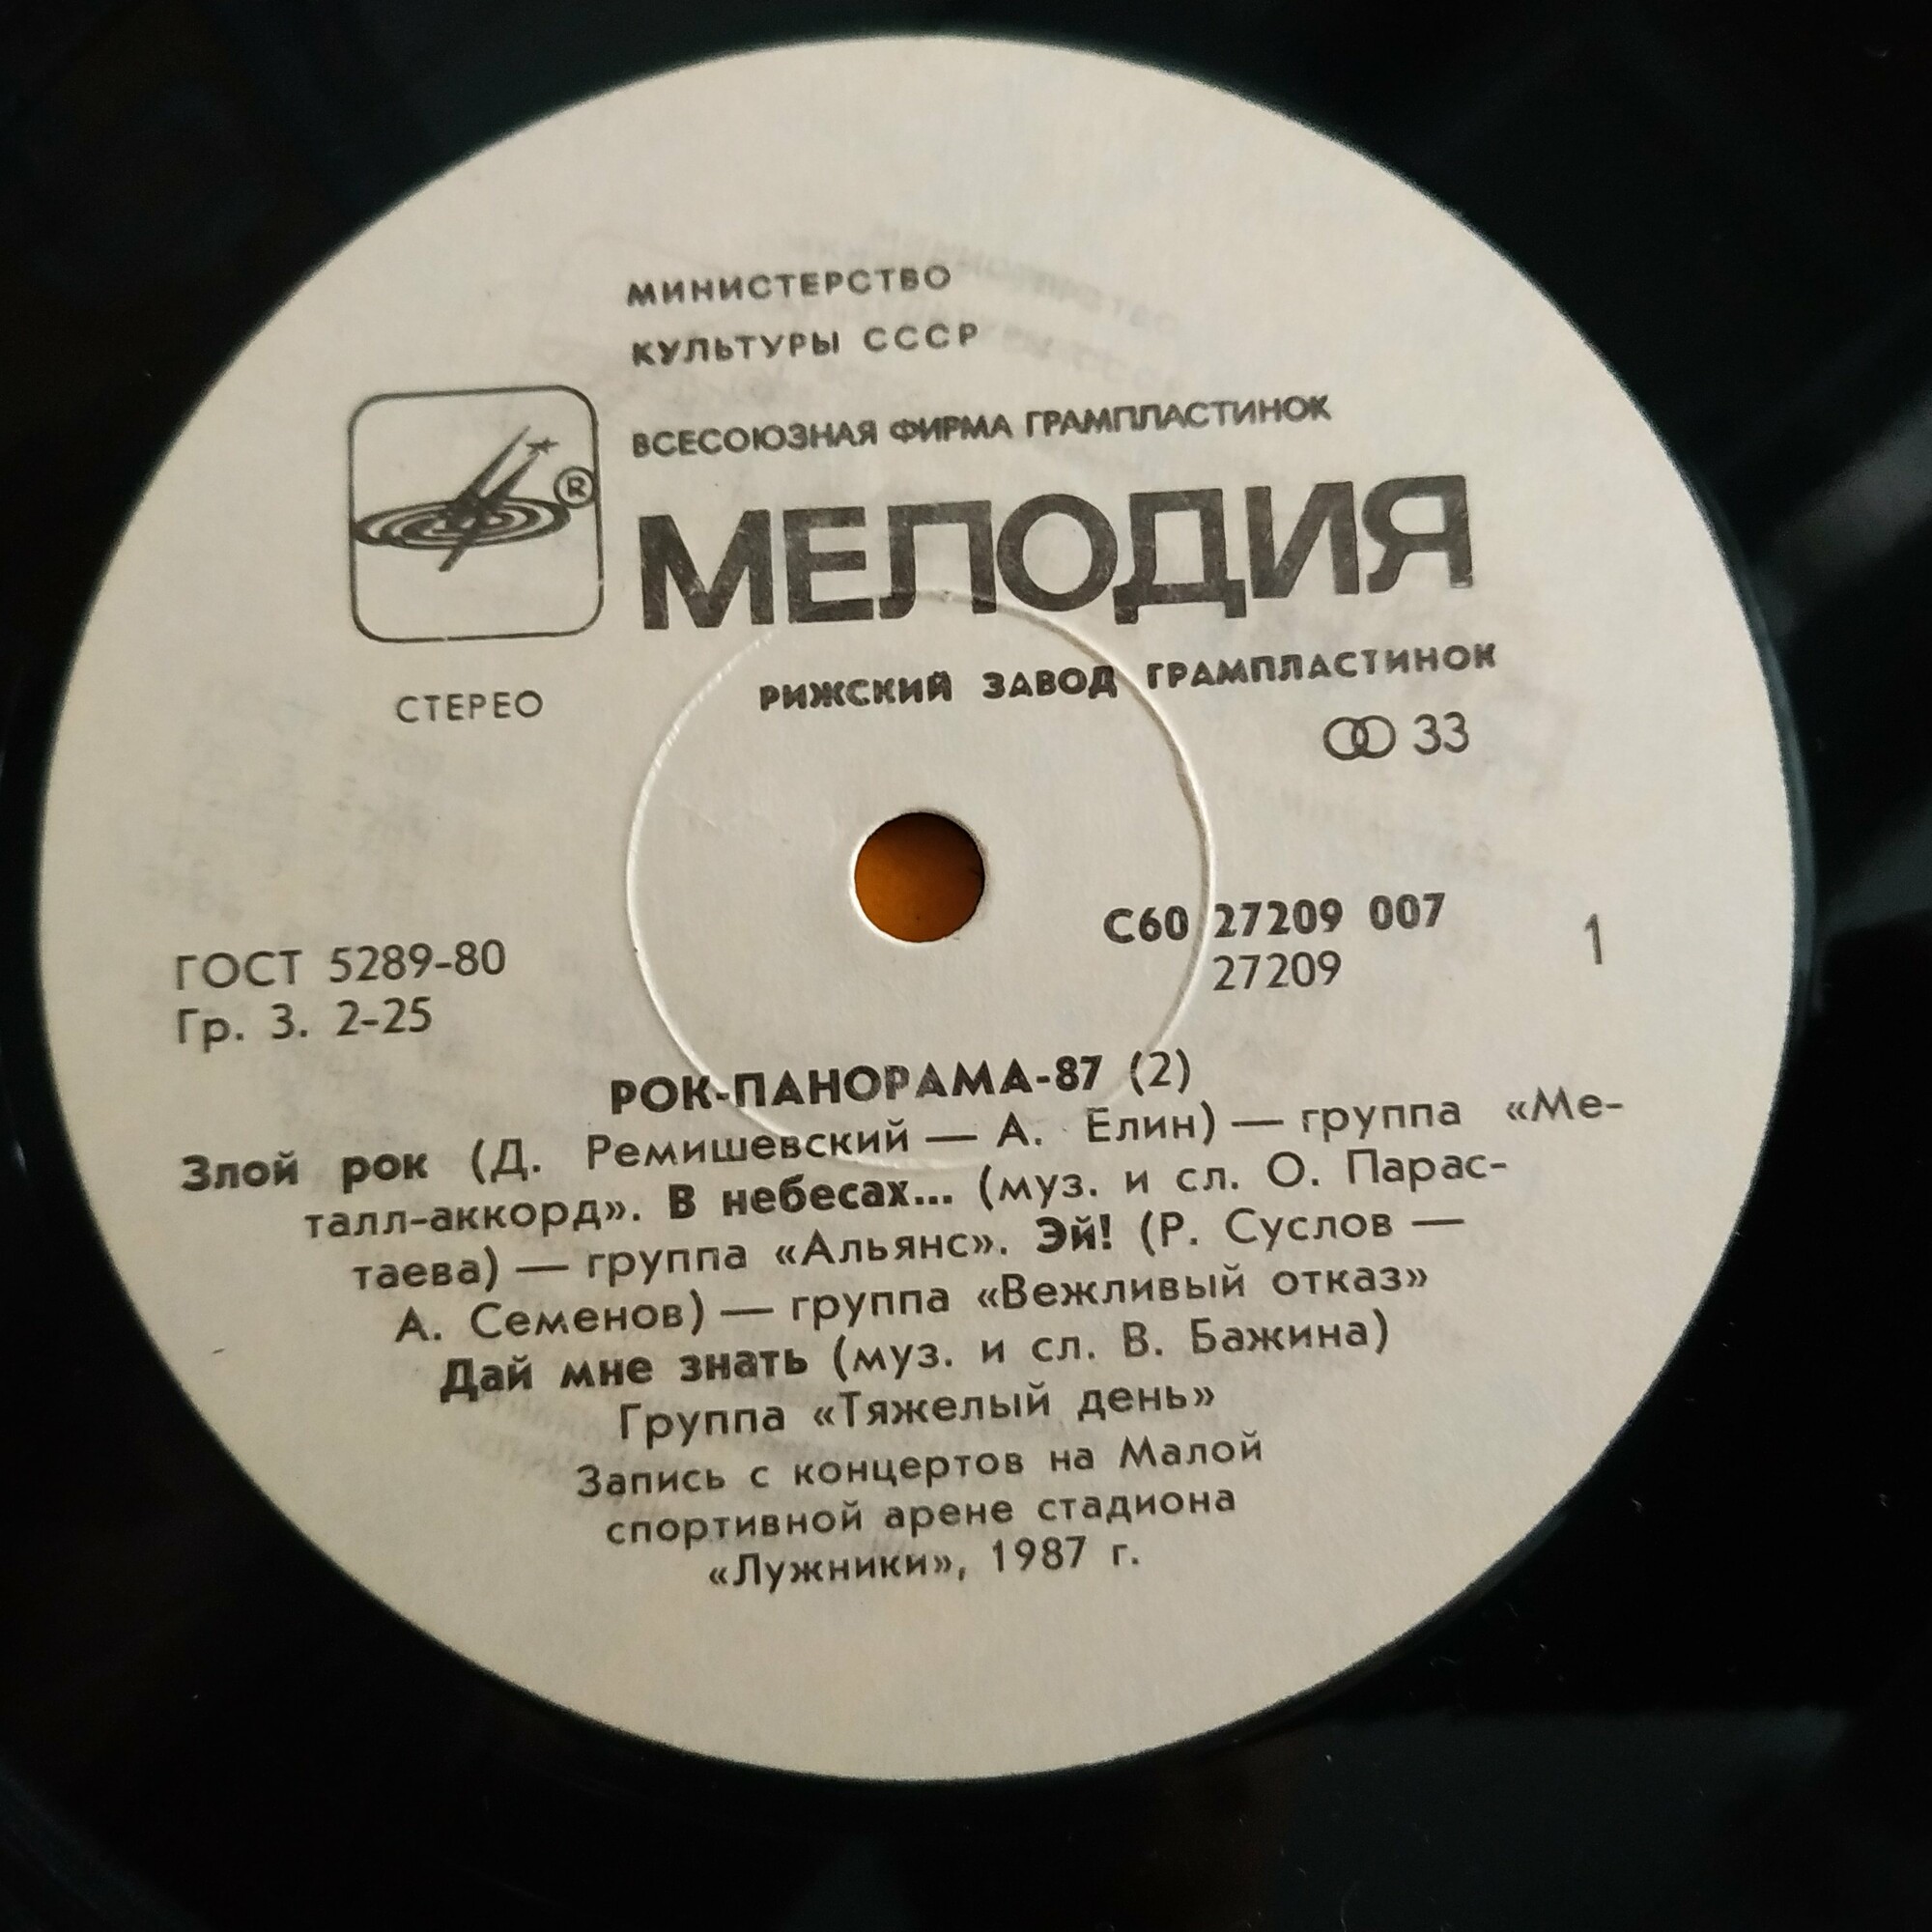 МИНИСТЕРСТВО
КУЛЬТУРЫ СССР
ВСЕСОЮЗНАЯ ФИРМА ГРАМПЛАСТИНОК
®
МЕЛОДИЯ
РИЖСКИЙ ЗАВОД ГРАМПЛАСТИНОК
СТЕРЕО
33
С60 27209 007
27209
1
ГОСТ 5289-80
Гр. 3. 2-25
РОК-ПАНОРАМА-87 (2)
Злой рок (Д. Ремишевский — А. Елин) — группа «Ме-
талл-аккорд». В небесах... (муз. и сл. О. Парас-
таева) — группа «Альянс». Эй! (Р. Суслов —
А. Семенов) — группа «Вежливый отказ»
Дай мне знать (муз. и сл. В. Бажина)
Группа «Тяжелый день»
Запись с концертов на Малой
спортивной арене стадиона
«Лужники», 1987 г.